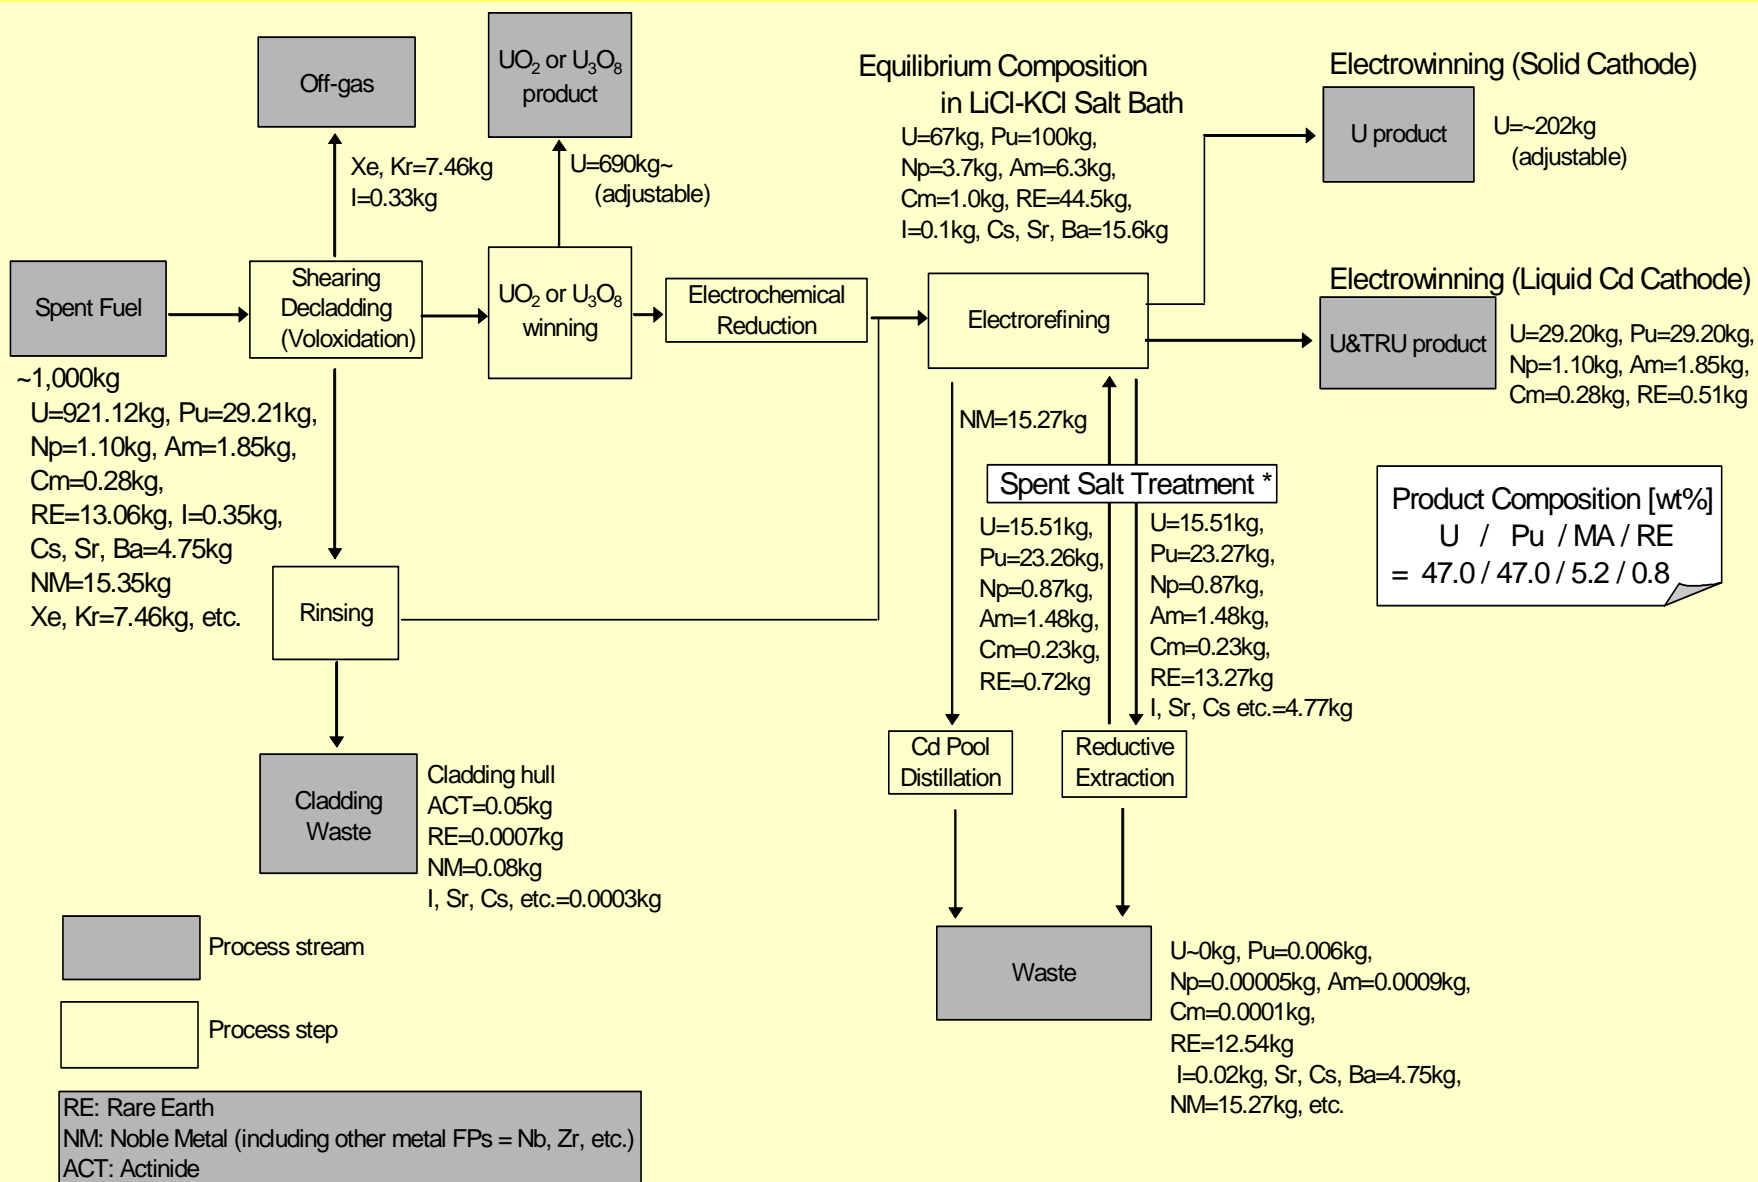 Off-gas
UO2 or U3O8
product
Equilibrium Composition
in LiCl-KCl Salt Bath
U=67kg, Pu=100kg,
Np=3.7kg, Am=6.3kg,
Cm=1.0kg, RE=44.5kg,
I=0.1kg, Cs, Sr, Ba=15.6kg
Electrowinning (Solid Cathode)
U product
U=~202kg
(adjustable)
Xe, Kr=7.46kg
I=0.33kg
U=690kg~
(adjustable)
Spent Fuel
Shearing
Decladding
(Voloxidation)
UO2 or U3O8
winning
Electrochemical
Reduction
Electrorefining
Electrowinning (Liquid Cd Cathode)
U&TRU product
U=29.20kg, Pu=29.20kg,
Np=1.10kg, Am=1.85kg,
Cm=0.28kg, RE=0.51kg
~1,000kg
U=921.12kg, Pu=29.21kg,
Np=1.10kg, Am=1.85kg,
Cm=0.28kg,
RE=13.06kg, I=0.35kg,
Cs, Sr, Ba=4.75kg
NM=15.35kg
Xe, Kr=7.46kg, etc.
NM=15.27kg
Spent Salt Treatment *
U=15.51kg,
Pu=23.26kg,
Np=0.87kg,
Am=1.48kg,
Cm=0.23kg,
RE=0.72kg
U=15.51kg,
Pu=23.27kg,
Np=0.87kg,
Am=1.48kg,
Cm=0.23kg,
RE=13.27kg
I, Sr, Cs etc.=4.77kg
Product Composition [wt%]
U / Pu / MA / RE
= 47.0 / 47.0 / 5.2 / 0.8
Rinsing
Cd Pool
Distillation
Reductive
Extraction
Cladding
Waste
Cladding hull
ACT=0.05kg
RE=0.0007kg
NM=0.08kg
I, Sr, Cs, etc.=0.0003kg
Waste
U~0kg, Pu=0.006kg,
Np=0.00005kg, Am=0.0009kg,
Cm=0.0001kg,
RE=12.54kg
I=0.02kg, Sr, Cs, Ba=4.75kg,
NM=15.27kg, etc.
Process stream
Process step
RE: Rare Earth
NM: Noble Metal (including other metal FPs = Nb, Zr, etc.)
ACT: Actinide